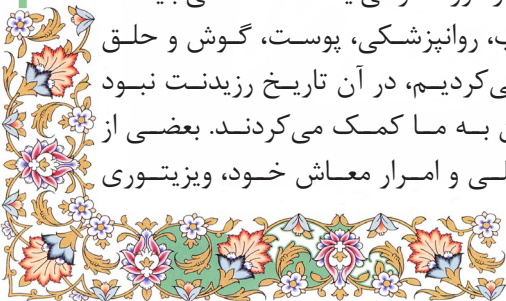 ب، روانپزشکی، پوست، گوش و حلق
ی‌کردیم، در آن تاریخ رزیدنت نبود
به ما کمک می‌کردند. بعضی از
لی و امرار معاش خود، ویزیتوری